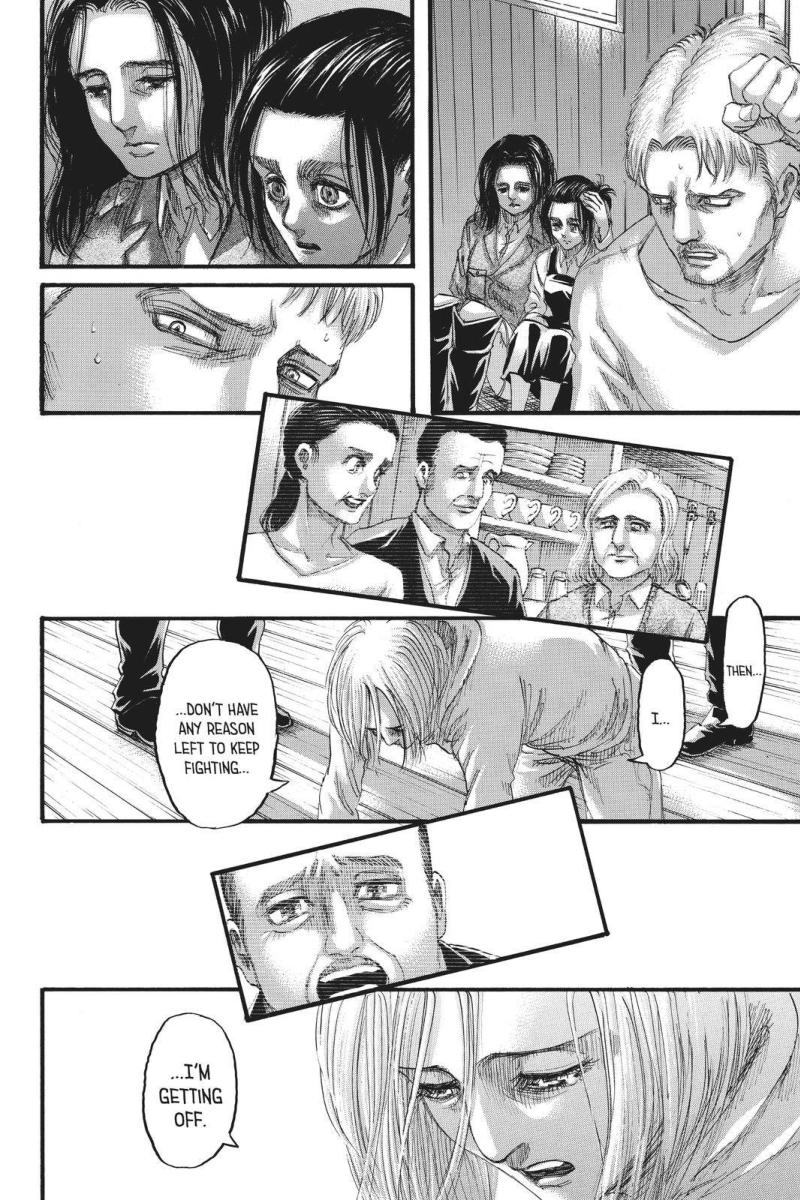 THEN...
I...
...DON'T HAVE
ANY REASON
LEFT TO KEEP
FIGHTING...
...I'M
GETTING
OFF.